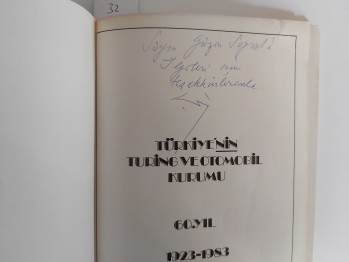 32
Sayın
teşekkürlerimle
TÜRKİYE'NİN
TURİNG VE OTOMOBİL
KURUMU
60.YIL
1923-1983